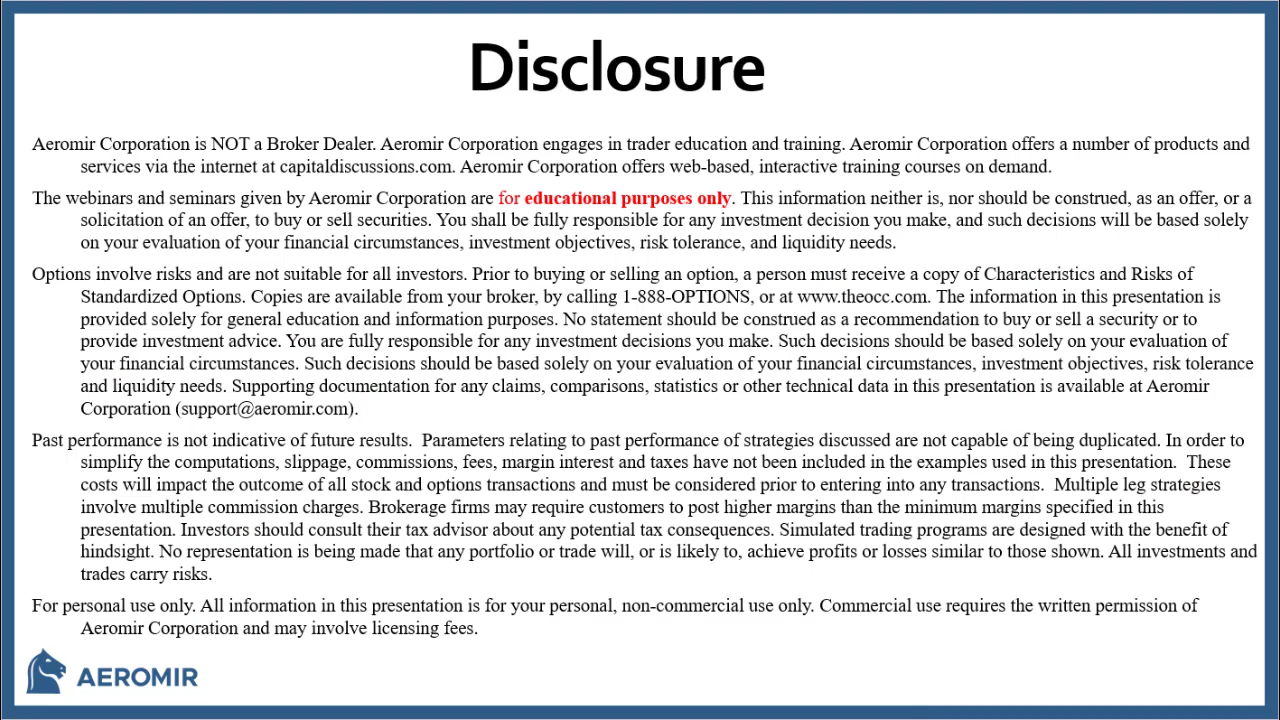 Disclosure
Aeromir Corporation is NOT a Broker Dealer. Aeromir Corporation engages in trader education and training. Aeromir Corporation offers a number of products and
services via the internet at capitaldiscussions.com. Aeromir Corporation offers web-based, interactive training courses on demand.
The webinars and seminars given by Aeromir Corporation are for educational purposes only. This information neither is, nor should be construed, as an offer, or a
solicitation of an offer, to buy or sell securities. You shall be fully responsible for any investment decision you make, and such decisions will be based solely
on your evaluation of your financial circumstances, investment objectives, risk tolerance, and liquidity needs.
Options involve risks and are not suitable for all investors. Prior to buying or selling an option, a person must receive a copy of Characteristics and Risks of
Standardized Options. Copies are available from your broker, by calling 1-888-OPTIONS, or at www.theocc.com. The information in this presentation is
provided solely for general education and information purposes. No statement should be construed as a recommendation to buy or sell a security or to
provide investment advice. You are fully responsible for any investment decisions you make. Such decisions should be based solely on your evaluation of
your financial circumstances. Such decisions should be based solely on your evaluation of your financial circumstances, investment objectives, risk tolerance
and liquidity needs. Supporting documentation for any claims, comparisons, statistics or other technical data in this presentation is available at Aeromir
Corporation (support@aeromir.com).
Past performance is not indicative of future results.  Parameters relating to past performance of strategies discussed are not capable of being duplicated. In order to
simplify the computations, slippage, commissions, fees, margin interest and taxes have not been included in the examples used in this presentation.  These
costs will impact the outcome of all stock and options transactions and must be considered prior to entering into any transactions.  Multiple leg strategies
involve multiple commission charges. Brokerage firms may require customers to post higher margins than the minimum margins specified in this
presentation. Investors should consult their tax advisor about any potential tax consequences. Simulated trading programs are designed with the benefit of
hindsight. No representation is being made that any portfolio or trade will, or is likely to, achieve profits or losses similar to those shown. All investments and
trades carry risks.
For personal use only. All information in this presentation is for your personal, non-commercial use only. Commercial use requires the written permission of
Aeromir Corporation and may involve licensing fees.
AEROMIR